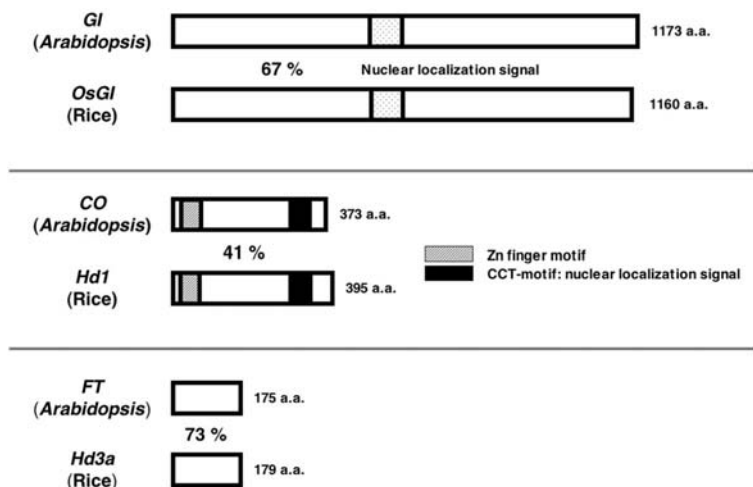 GI
(Arabidopsis)
1173 a.a.
67 %
Nuclear localization signal
OsGI
(Rice)
1160 a.a.
CO
(Arabidopsis)
373 a.a.
41 %
Zn finger motif
CCT-motif: nuclear localization signal
Hd1
(Rice)
395 a.a.
FT
(Arabidopsis)
175 a.a.
73 %
Hd3a
(Rice)
179 a.a.